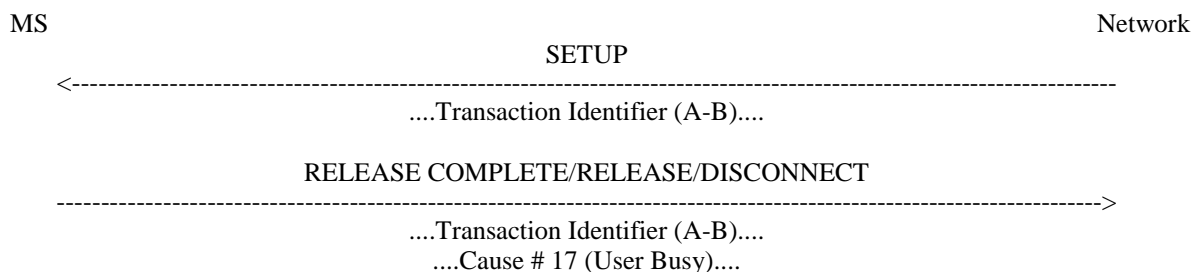 MS Network
SETUP
<------------------------------------------------------------------------------------------------------------------------
....Transaction Identifier (A-B)....
RELEASE COMPLETE/RELEASE/DISCONNECT
------------------------------------------------------------------------------------------------------------------------>
....Transaction Identifier (A-B)....
....Cause # 17 (User Busy)....